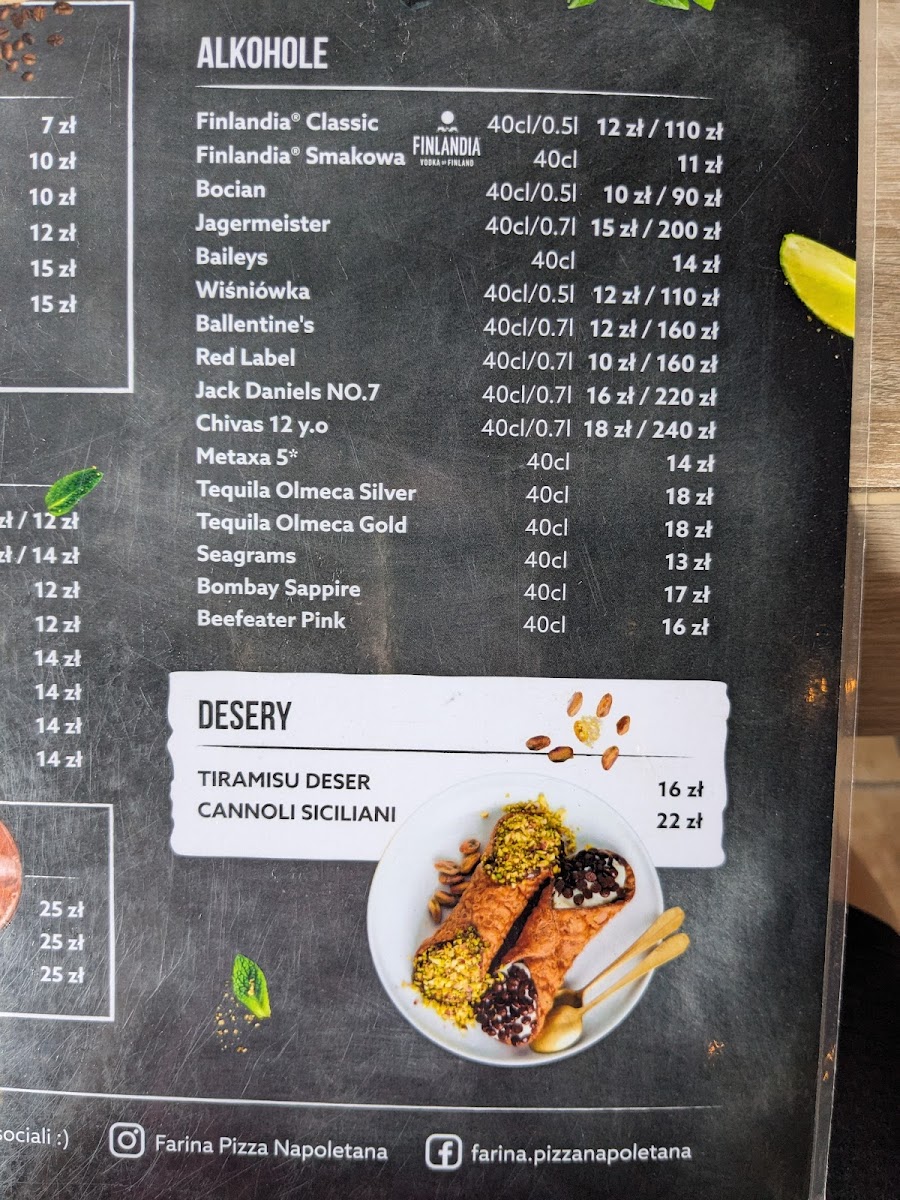 7 zł
10 zł
10 zł
12 zł
15 zł
15 zł
zł / 12 zł
zł / 14 zł
12 zł
12 zł
14 zł
14 zł
14 zł
14 zł
25 zł
25 zł
25 zł
ALKOHOLE
Finlandia® Classic 40cl/0.5l 12 zł / 110 zł
Finlandia® Smakowa 40cl 11 zł
FINLANDIA
VODKA OF FINLAND
Bocian 40cl/0.5l 10 zł / 90 zł
Jagermeister 40cl/0.7l 15 zł / 200 zł
Baileys 40cl 14 zł
Wiśniówka 40cl/0.5l 12 zł / 110 zł
Ballentine's 40cl/0.7l 12 zł / 160 zł
Red Label 40cl/0.7l 10 zł / 160 zł
Jack Daniels NO.7 40cl/0.7l 16 zł / 220 zł
Chivas 12 y.o 40cl/0.7l 18 zł / 240 zł
Metaxa 5* 40cl 14 zł
Tequila Olmeca Silver 40cl 18 zł
Tequila Olmeca Gold 40cl 18 zł
Seagrams 40cl 13 zł
Bombay Sappire 40cl 17 zł
Beefeater Pink 40cl 16 zł
DESERY
TIRAMISU DESER 16 zł
CANNOLI SICILIANI 22 zł
sociali :) Farina Pizza Napoletana farina.pizzanapoletana